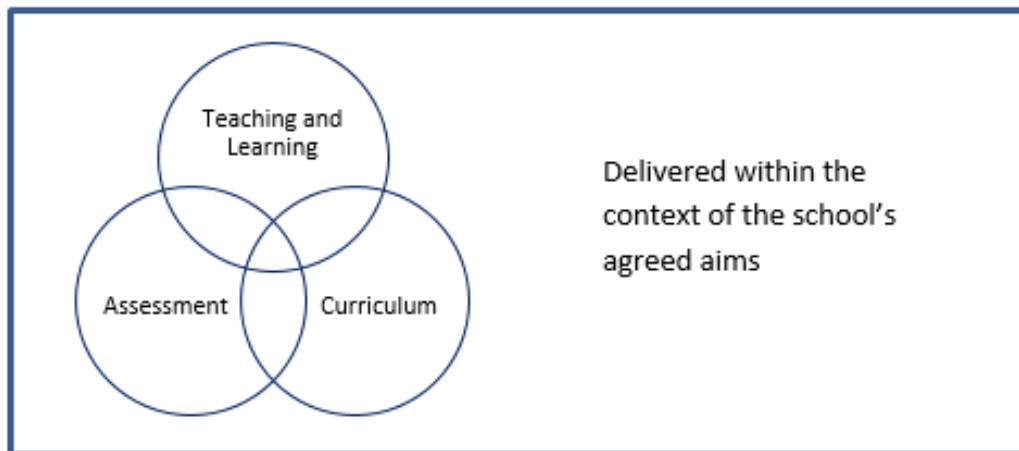 Teaching and
Learning
Assessment
Curriculum
Delivered within the
context of the school’s
agreed aims